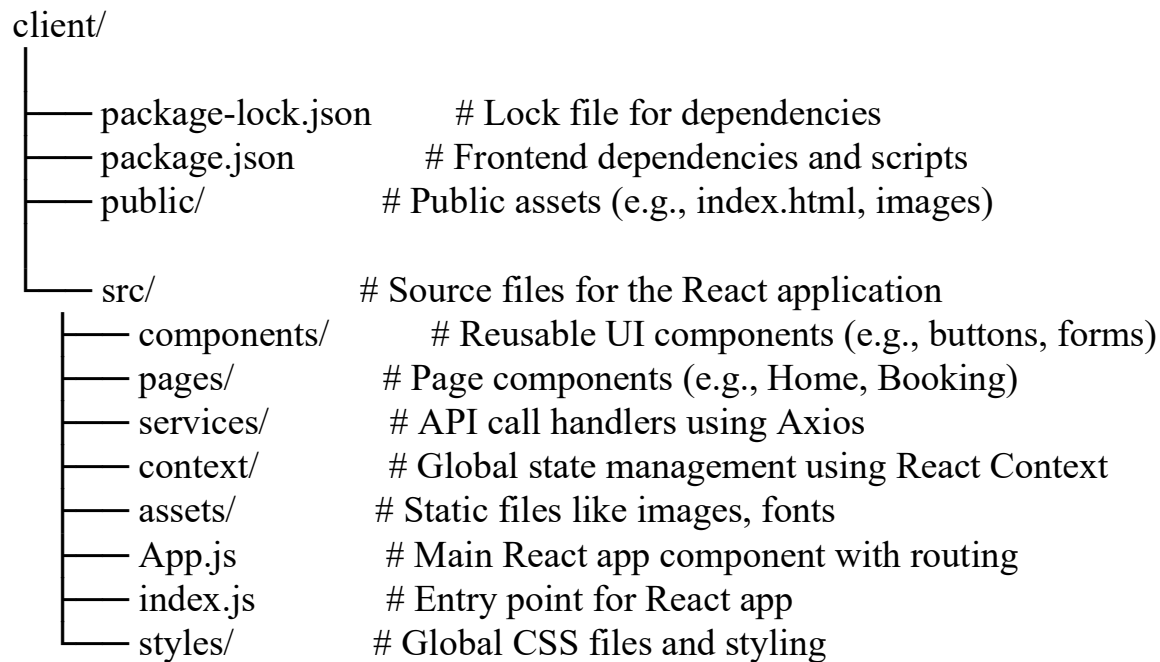 client/
├── package-lock.json # Lock file for dependencies
├── package.json # Frontend dependencies and scripts
├── public/ # Public assets (e.g., index.html, images)
└── src/ # Source files for the React application
├── components/ # Reusable UI components (e.g., buttons, forms)
├── pages/ # Page components (e.g., Home, Booking)
├── services/ # API call handlers using Axios
├── context/ # Global state management using React Context
├── assets/ # Static files like images, fonts
├── App.js # Main React app component with routing
├── index.js # Entry point for React app
└── styles/ # Global CSS files and styling